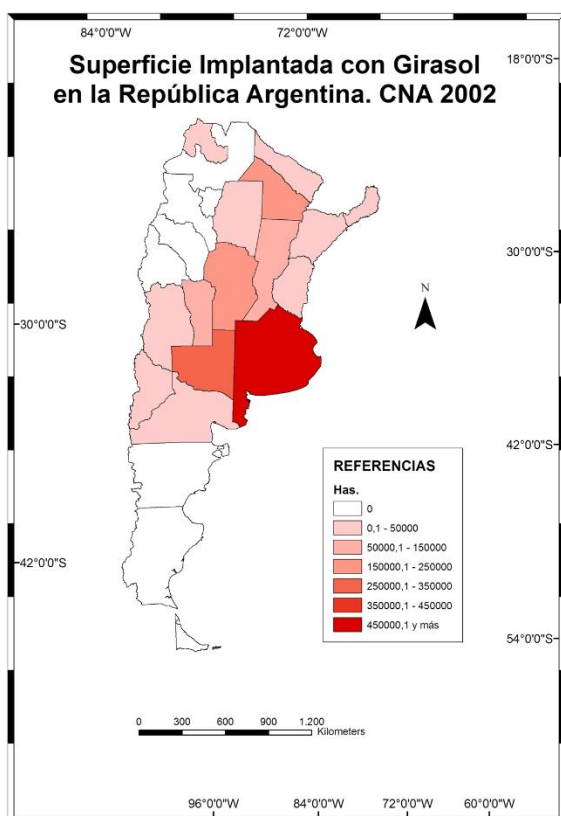 84°0'0"W
72°0'0"W
Superficie Implantada con Girasol
en la República Argentina. CNA 2002
18°0'0"S
30°0'0"S
N
30°0'0"S
42°0'0"S
REFERENCIAS
Has.
0
0,1 - 50000
50000,1 - 150000
150000,1 - 250000
250000,1 - 350000
350000,1 - 450000
450000,1 y más
42°0'0"S
54°0'0"S
0 300 600 900 1.200
Kilometers
96°0'0"W
84°0'0"W
72°0'0"W
60°0'0"W